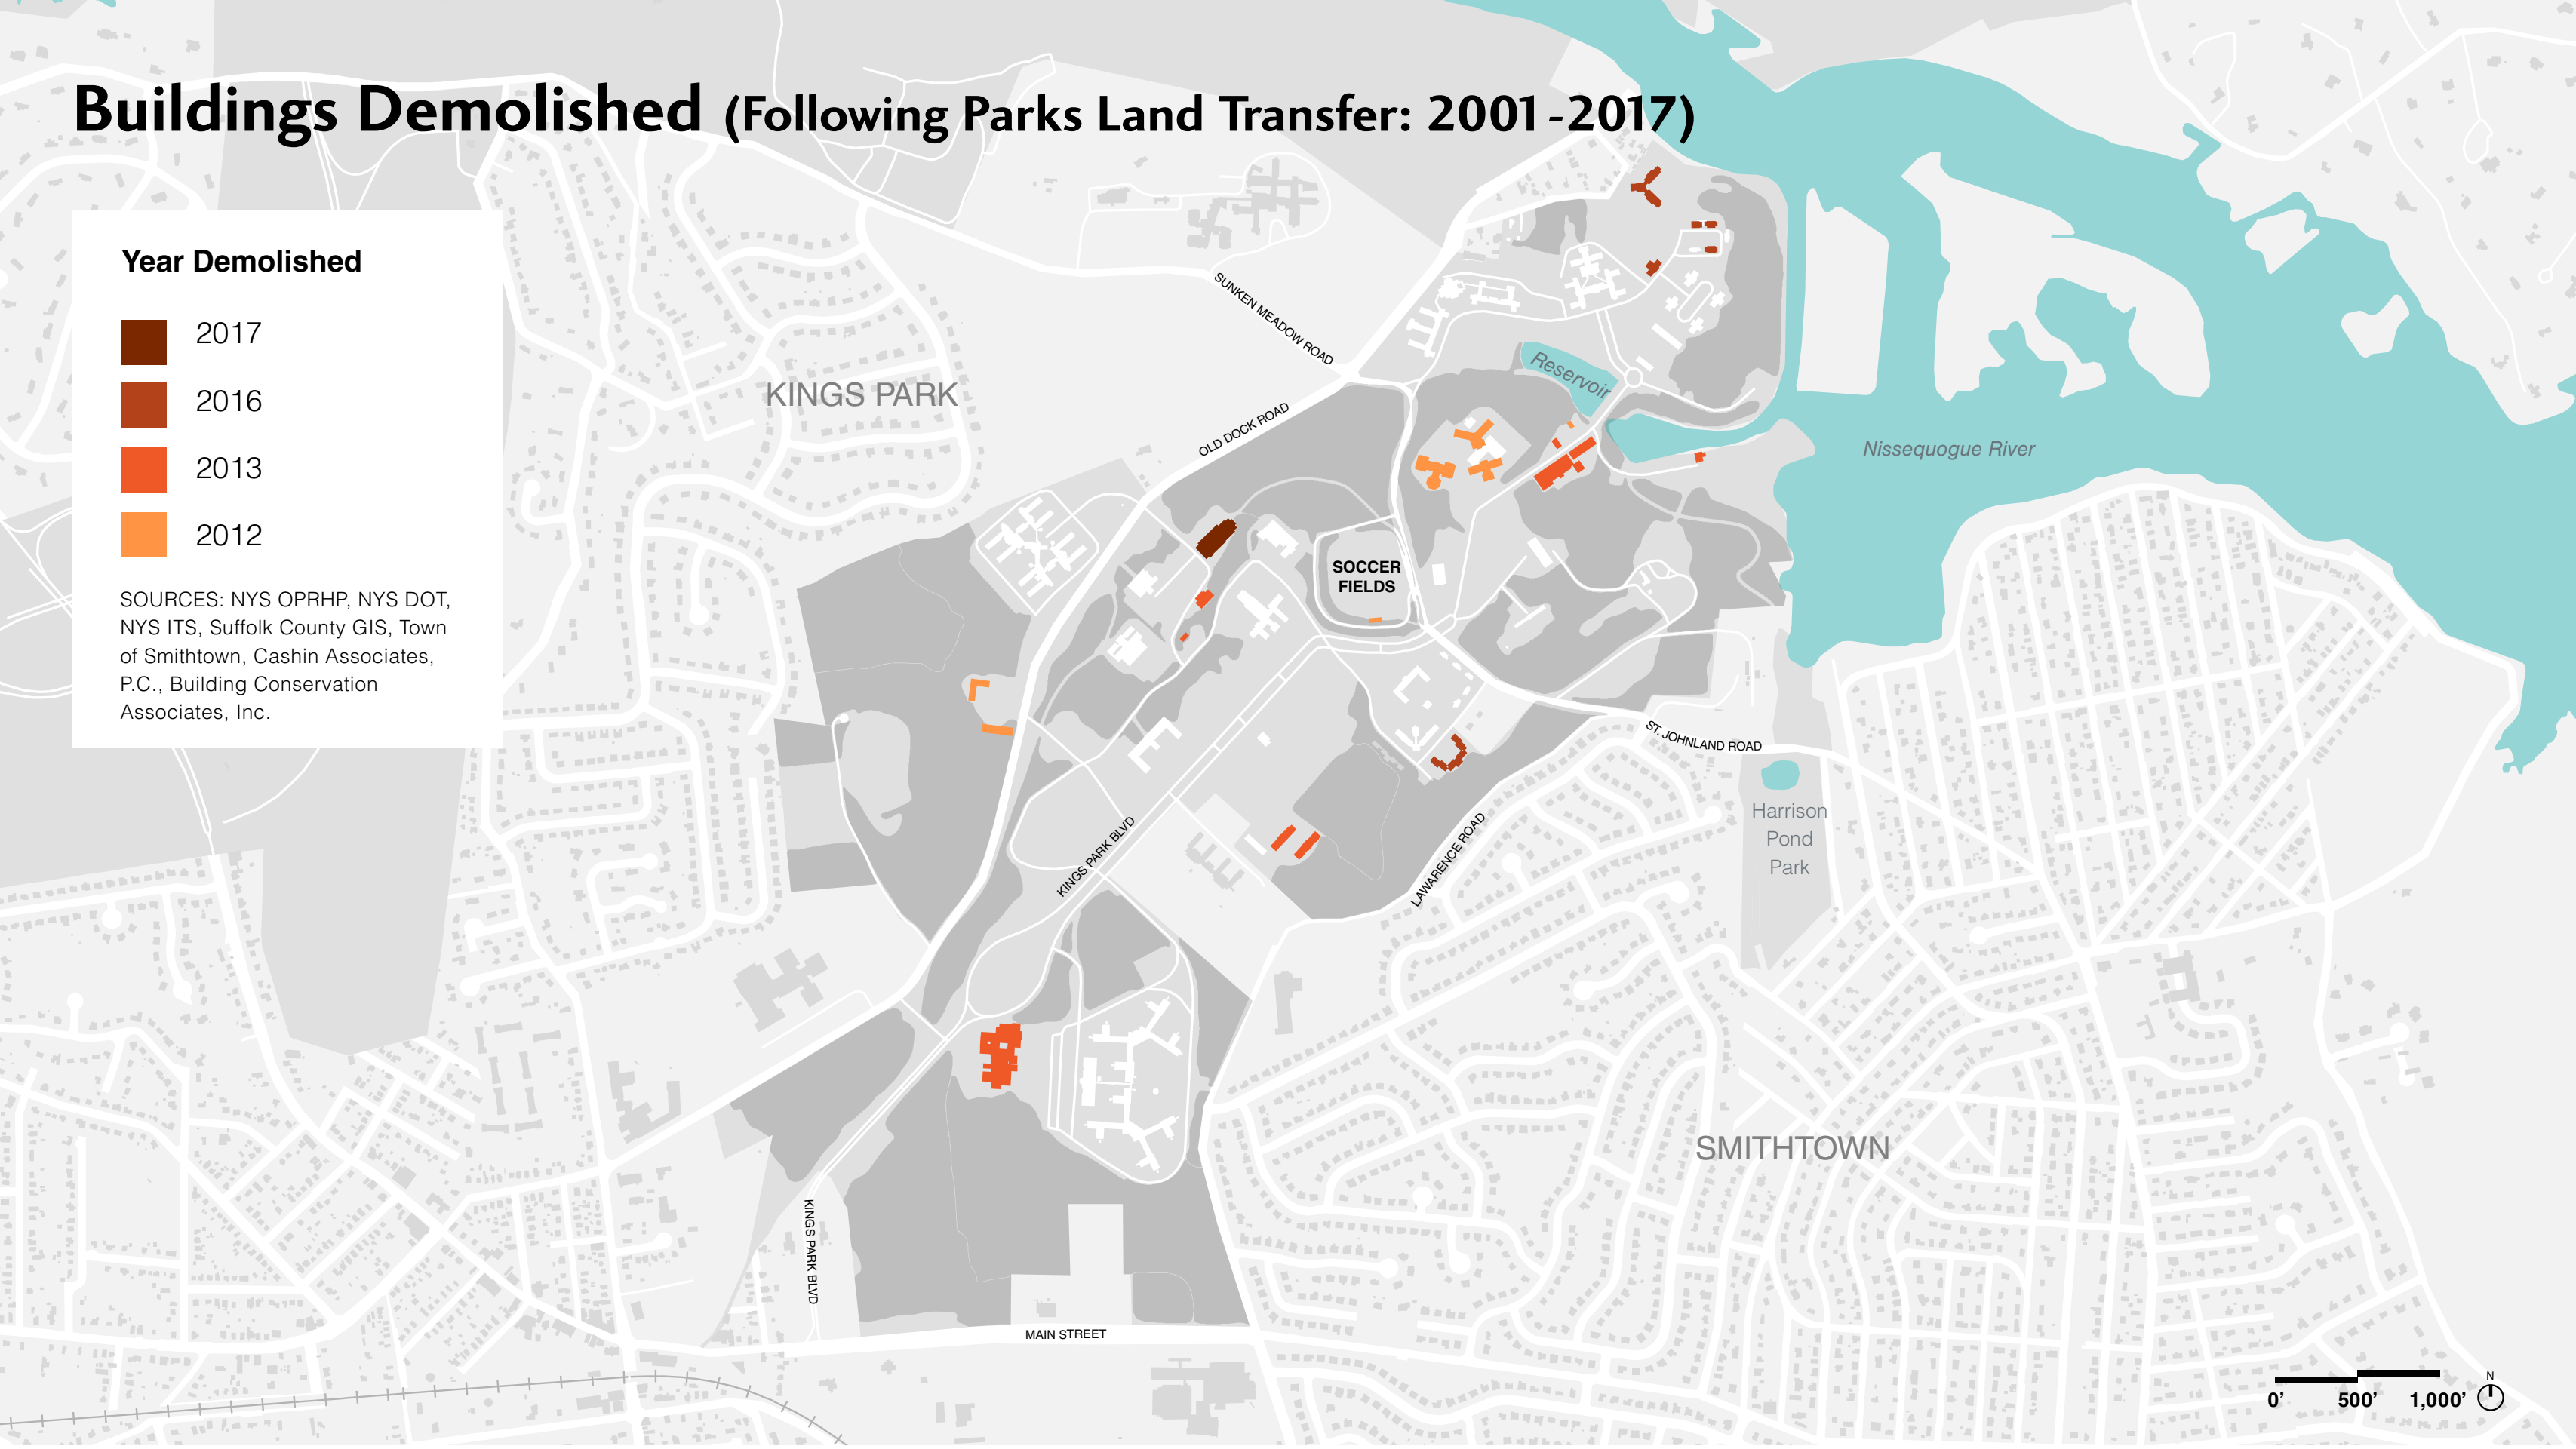 Buildings Demolished (Following Parks Land Transfer: 2001-2017)
Year Demolished
2017
2016
2013
2012
SOURCES: NYS OPRHP, NYS DOT,
NYS ITS, Suffolk County GIS, Town
of Smithtown, Cashin Associates,
P.C., Building Conservation
Associates, Inc.
SUNKEN MEADOW ROAD
KINGS PARK
OLD DOCK ROAD
Reservoir
Nissequogue River
SOCCER
FIELDS
ST. JOHNLAND ROAD
Harrison
Pond
Park
KINGS PARK BLVD
LAWARENCE ROAD
SMITHTOWN
KINGS PARK BLVD
MAIN STREET
N
0' 500' 1,000'